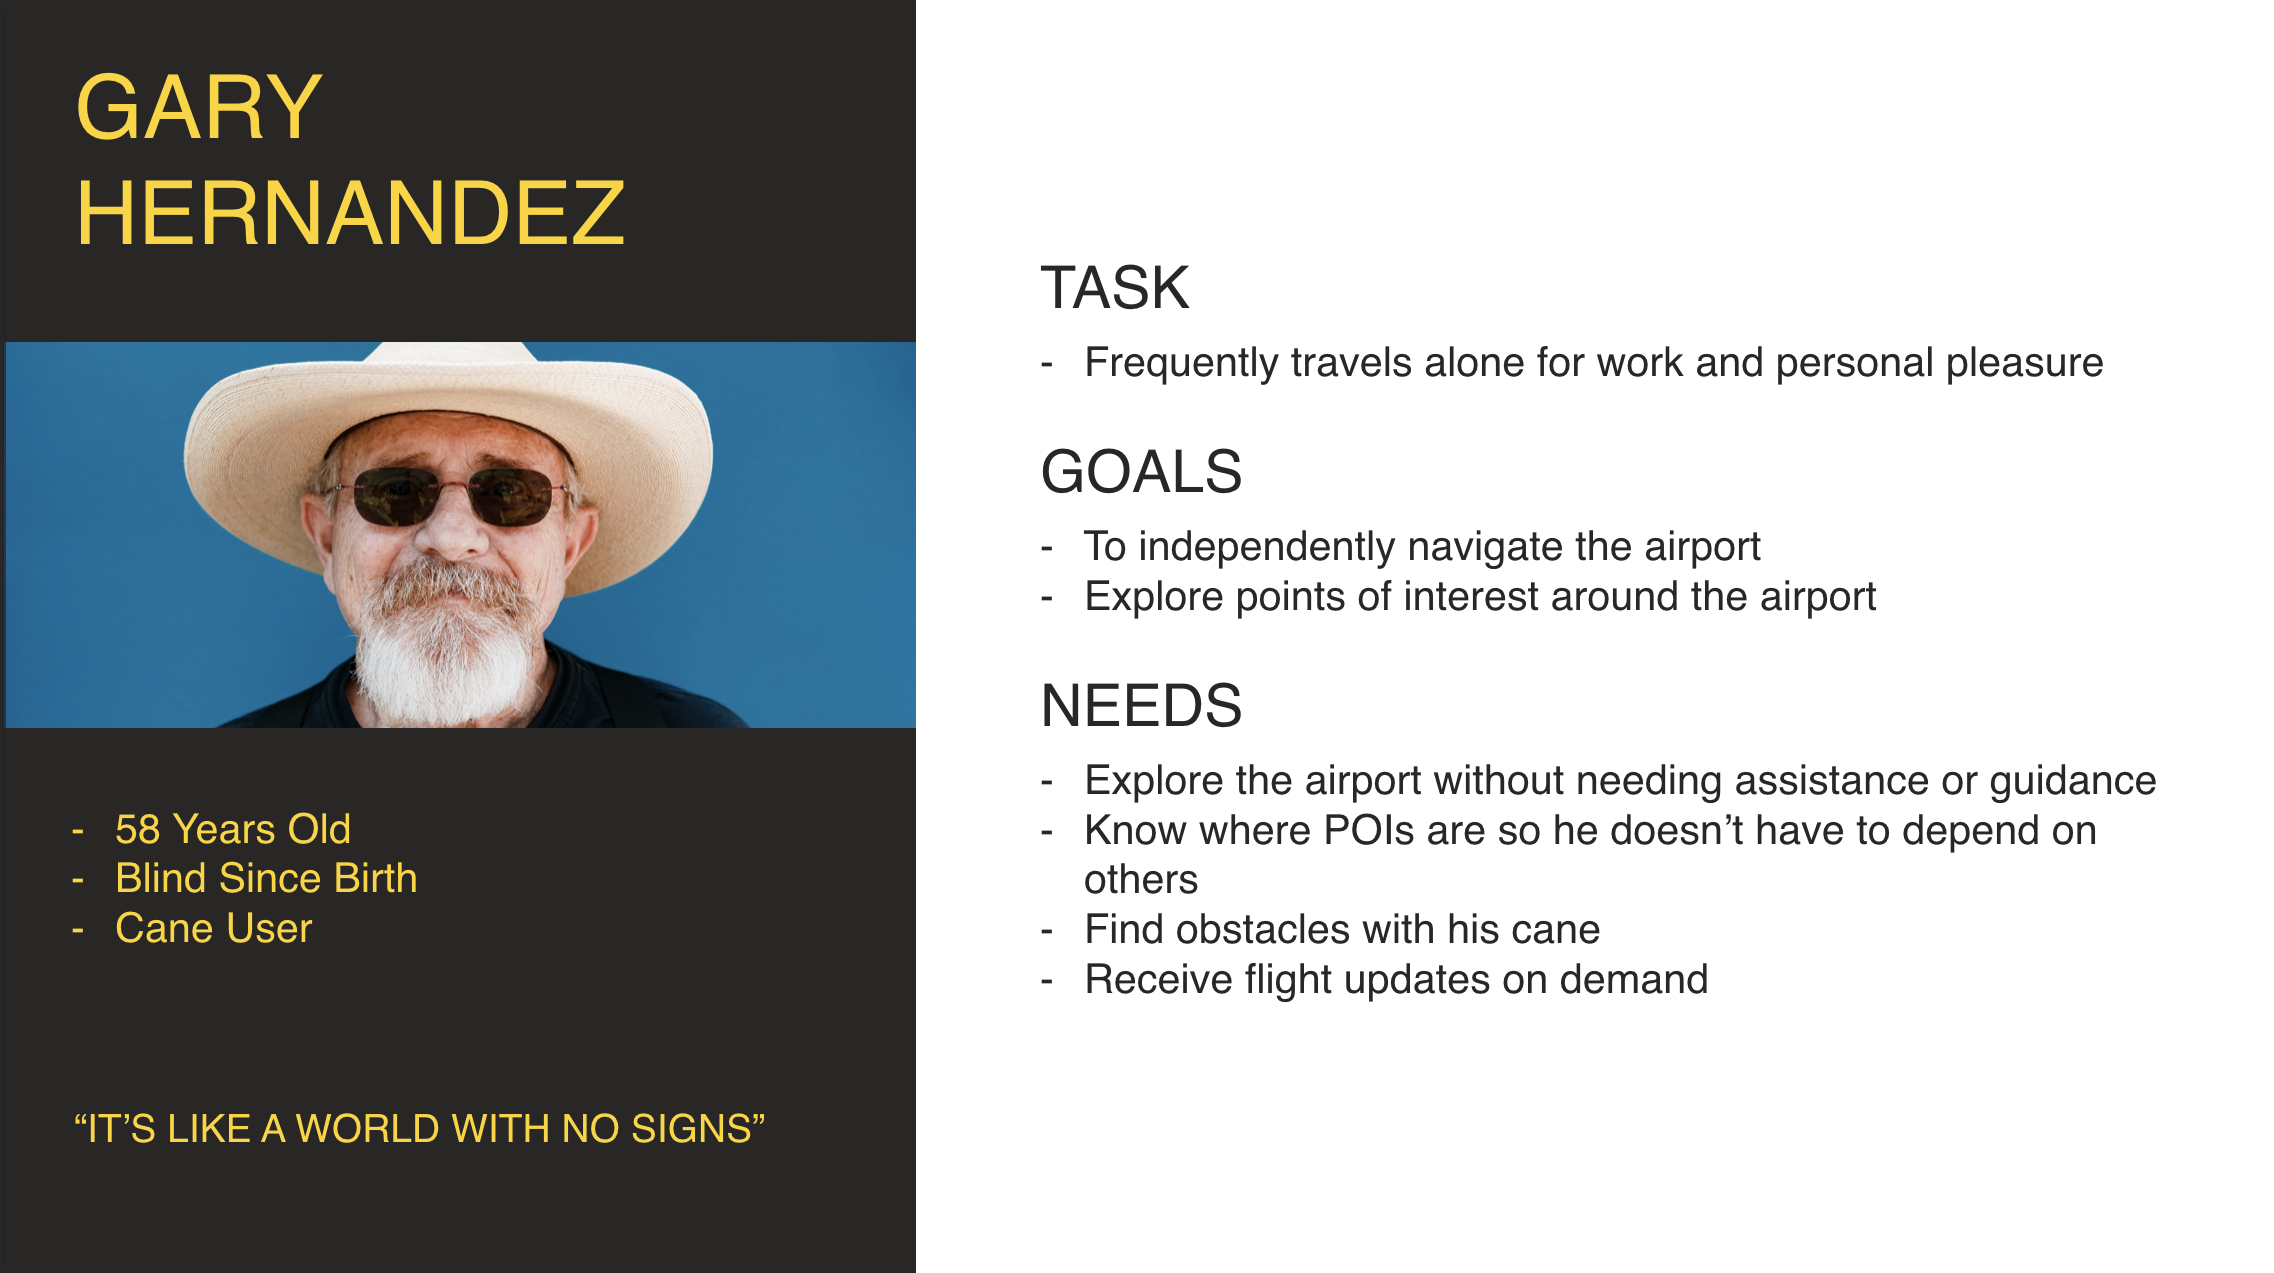 GARY
HERNANDEZ
- 58 Years Old
- Blind Since Birth
- Cane User
“IT’S LIKE A WORLD WITH NO SIGNS”
TASK
- Frequently travels alone for work and personal pleasure
GOALS
- To independently navigate the airport
- Explore points of interest around the airport
NEEDS
- Explore the airport without needing assistance or guidance
- Know where POIs are so he doesn’t have to depend on
others
- Find obstacles with his cane
- Receive flight updates on demand